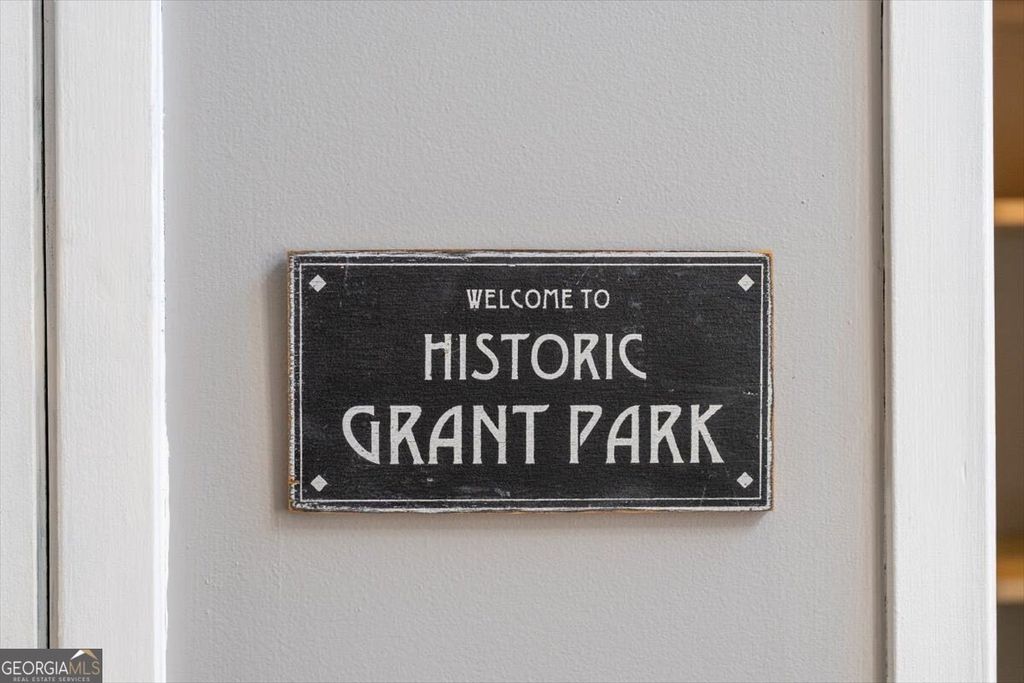 WELCOME TO
HISTORIC
GRANT PARK
GEORGIAMLS
REAL ESTATE SERVICES